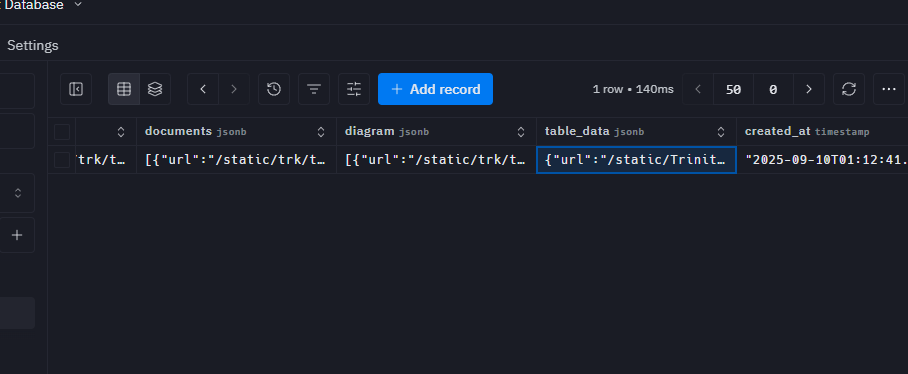 Database
Settings
Add record
1 row • 140ms
50
0
documents jsonb
diagram jsonb
table_data jsonb
created_at timestamp
trk/t…
[{"url":"/static/trk/t…
[{"url":"/static/trk/t…
{"url":"/static/Trinit…
"2025-09-10T01:12:41.